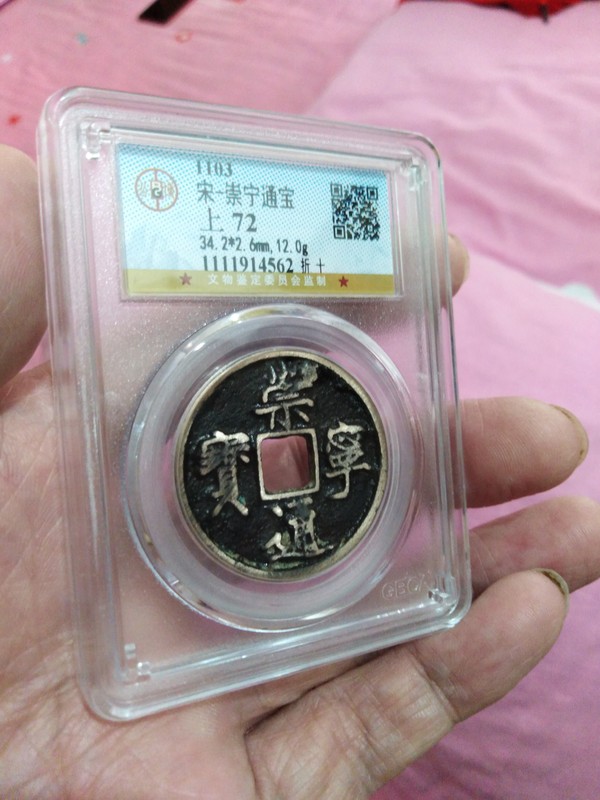 1103
宋-崇宁通宝
上 72
34.2*2.6mm,12.0g
1111914562 折十
★ 文物鉴定委员会监制 ★
崇
寶 寧
通
GBCA